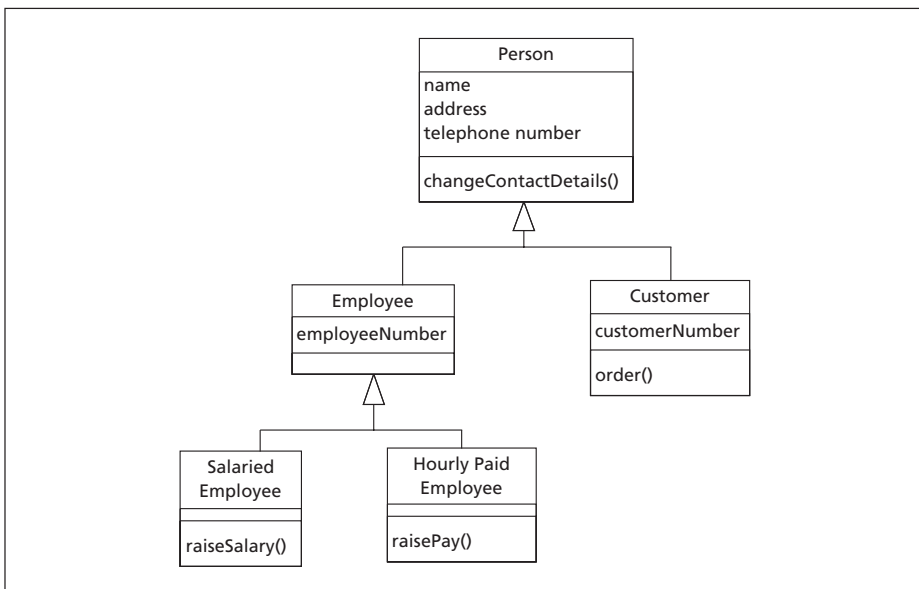 Person
name
address
telephone number
changeContactDetails()
Employee
employeeNumber
Customer
customerNumber
order()
Salaried
Employee
raiseSalary()
Hourly Paid
Employee
raisePay()